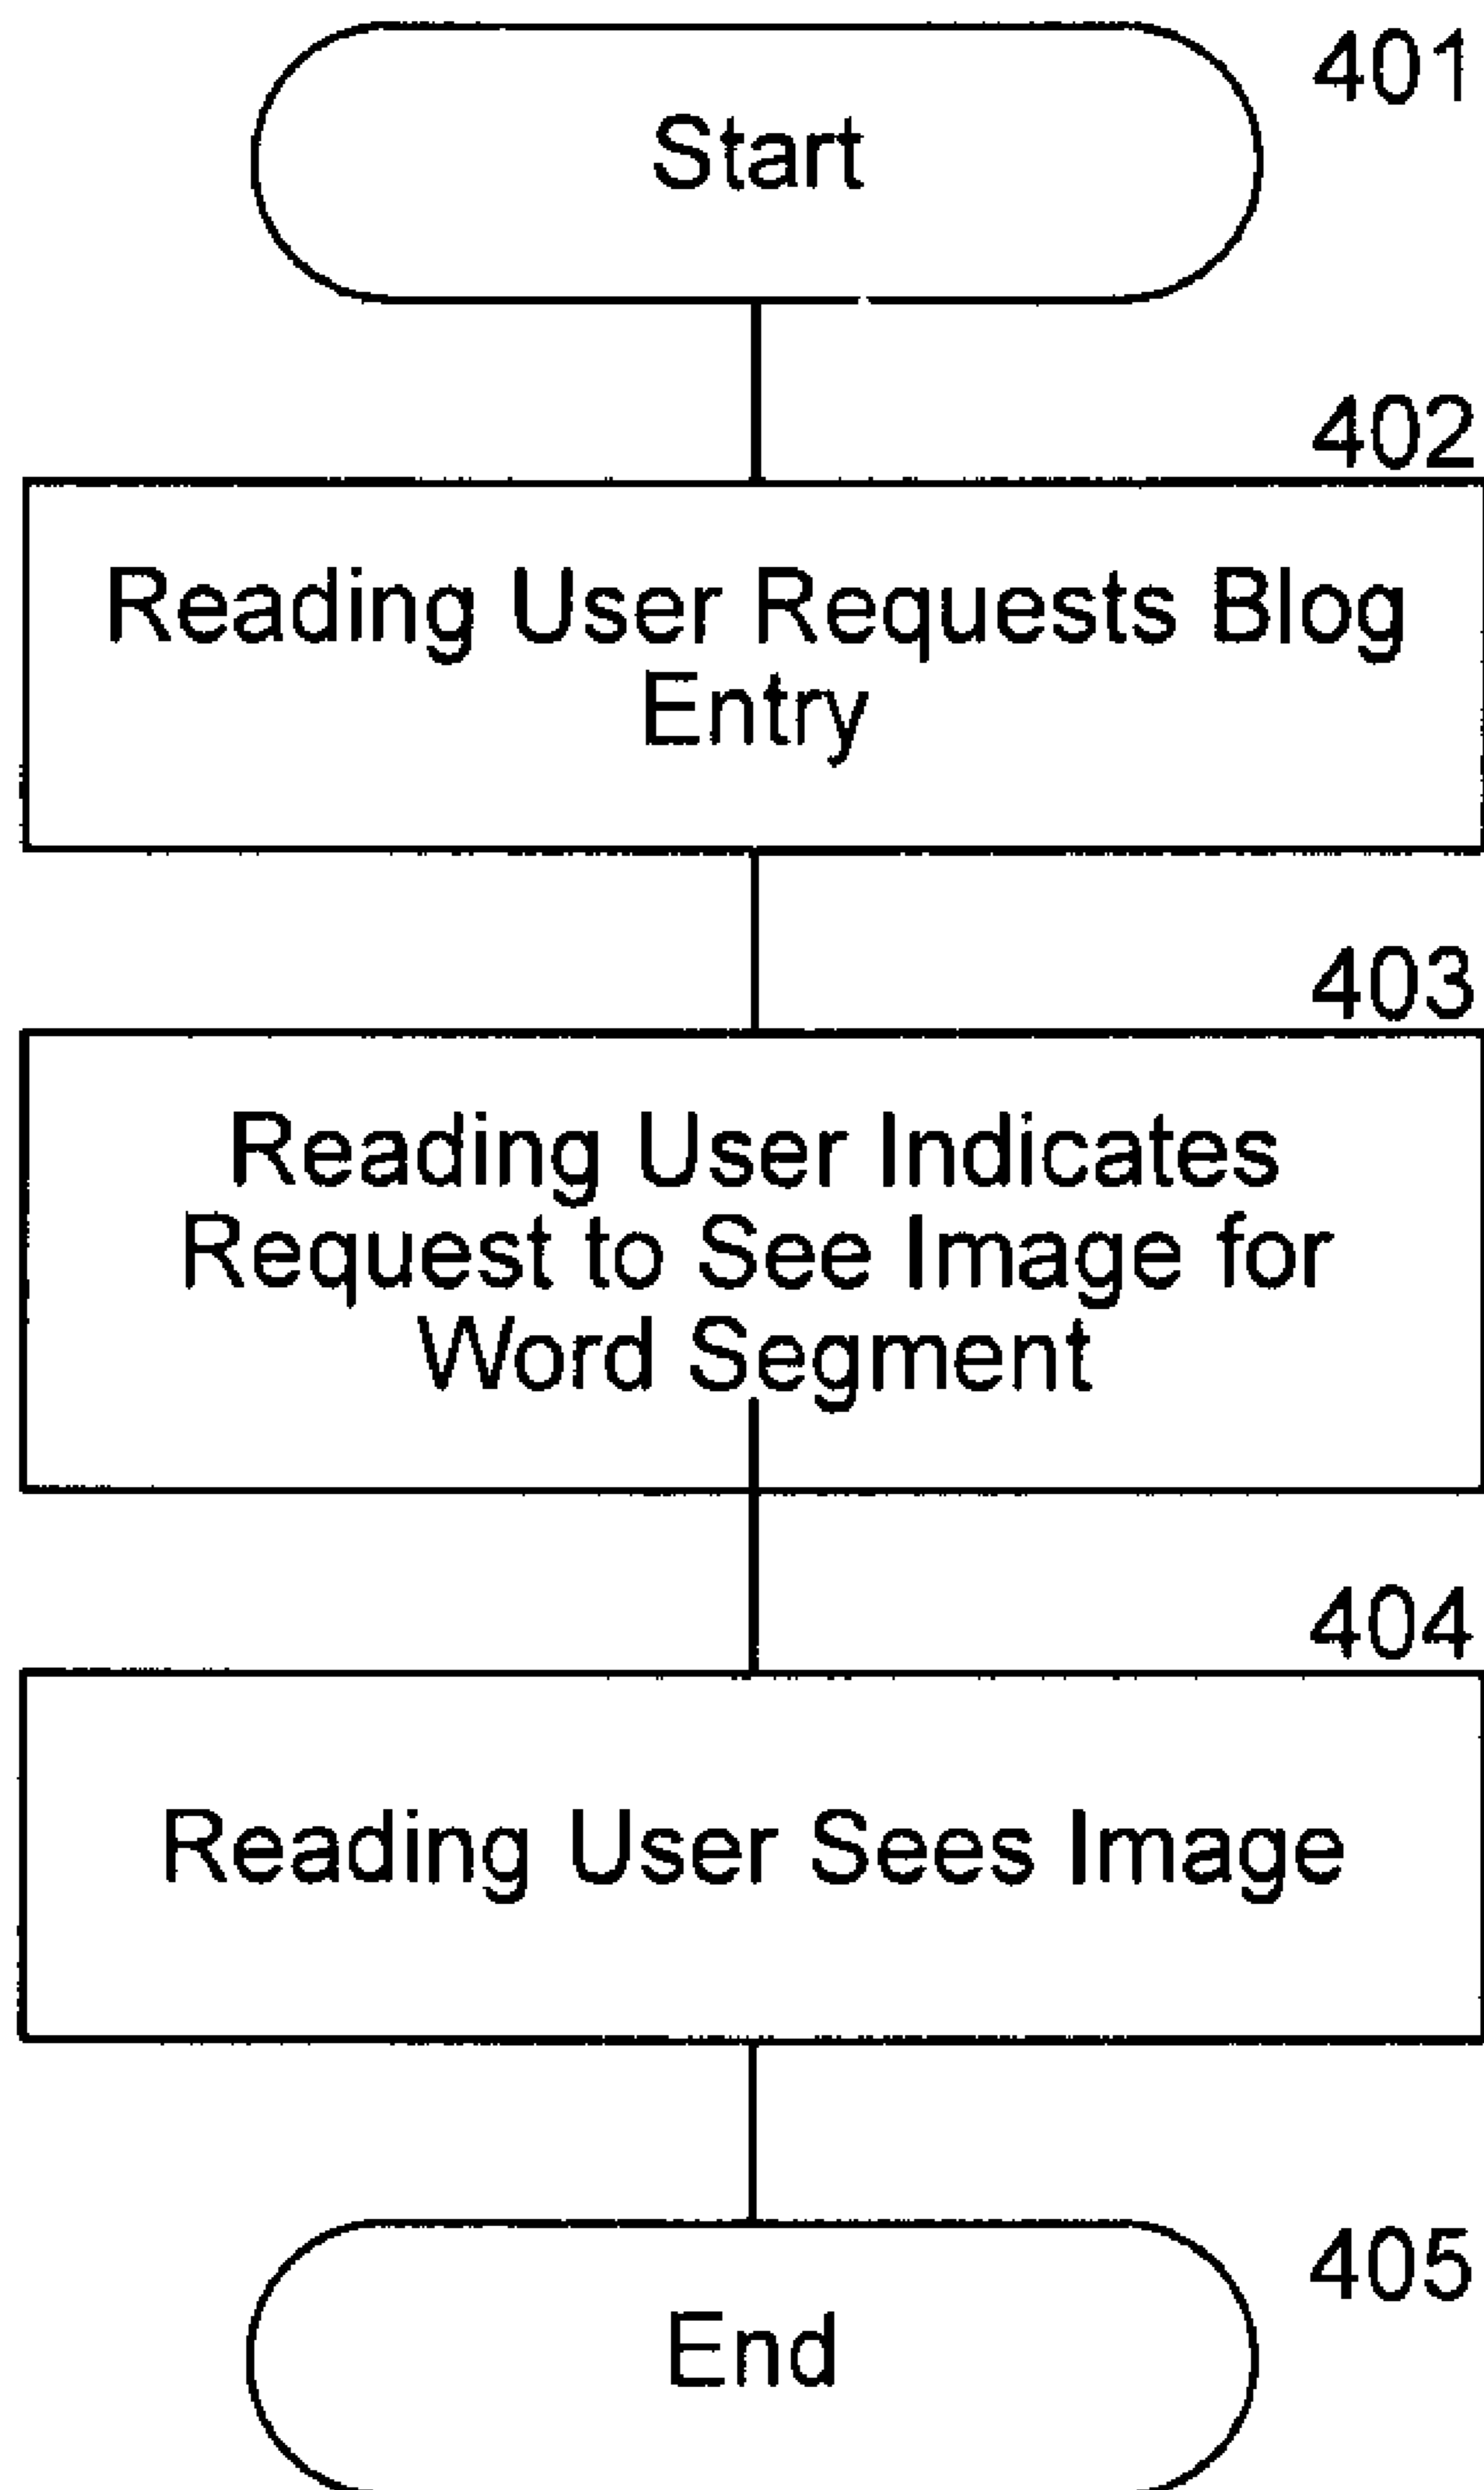 401
Start
402
Reading User Requests Blog
Entry
403
Reading User Indicates
Request to See Image for
Word Segment
404
Reading User Sees Image
405
End